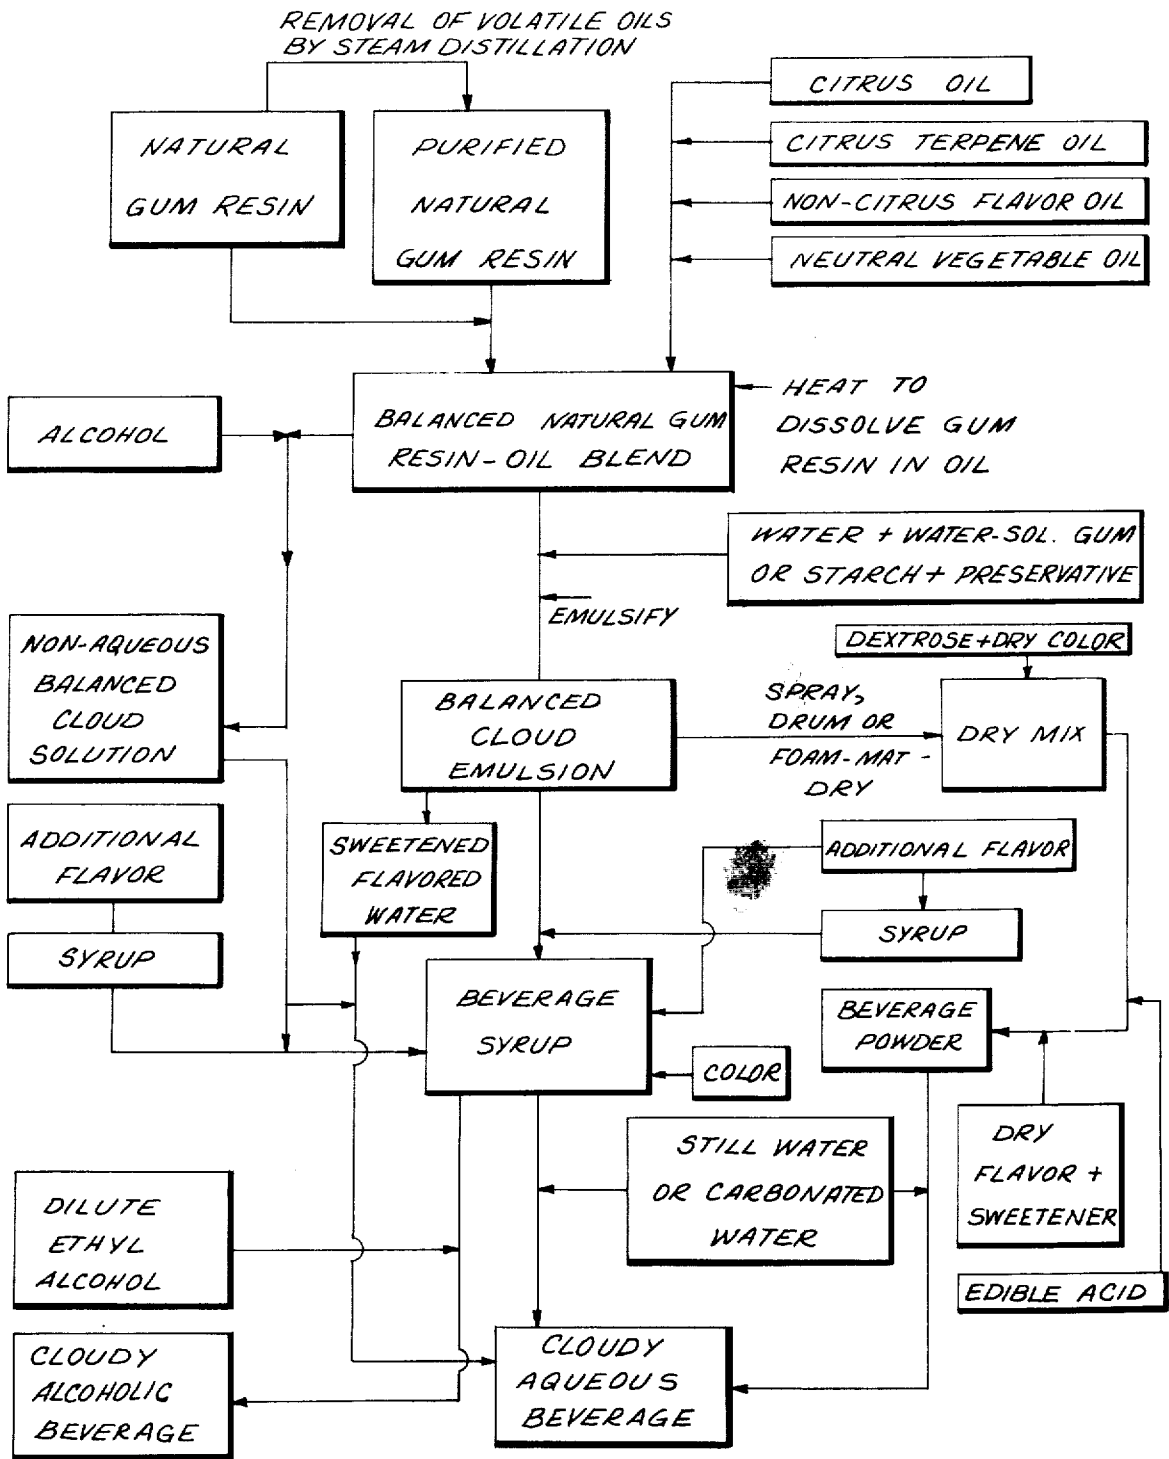 REMOVAL OF VOLATILE OILS
BY STEAM DISTILLATION
NATURAL
GUM RESIN
PURIFIED
NATURAL
GUM RESIN
CITRUS OIL
CITRUS TERPENE OIL
NON-CITRUS FLAVOR OIL
NEUTRAL VEGETABLE OIL
ALCOHOL
BALANCED NATURAL GUM
RESIN-OIL BLEND
HEAT TO
DISSOLVE GUM
RESIN IN OIL
WATER + WATER-SOL. GUM
OR STARCH + PRESERVATIVE
EMULSIFY
NON-AQUEOUS
BALANCED
CLOUD
SOLUTION
BALANCED
CLOUD
EMULSION
SPRAY,
DRUM OR
FOAM-MAT-
DRY
DEXTROSE+DRY COLOR
DRY MIX
ADDITIONAL
FLAVOR
SYRUP
SWEETENED
FLAVORED
WATER
ADDITIONAL FLAVOR
SYRUP
BEVERAGE
SYRUP
COLOR
BEVERAGE
POWDER
DRY
FLAVOR +
SWEETENER
EDIBLE ACID
STILL WATER
OR CARBONATED
WATER
DILUTE
ETHYL
ALCOHOL
CLOUDY
ALCOHOLIC
BEVERAGE
CLOUDY
AQUEOUS
BEVERAGE